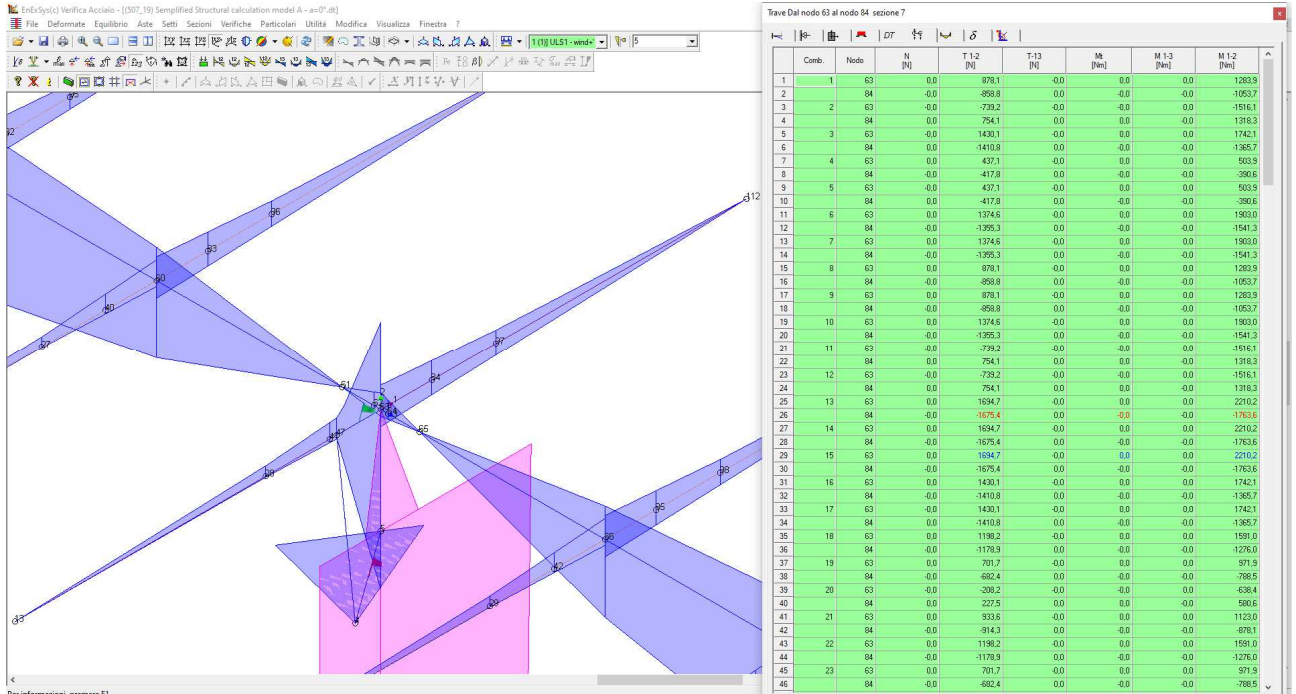 EnExSys(c) Verifica Acciaio - [(507_19) Semplified Structural calculation model A - a=0°.dt]
File Deformate Equilibrio Aste Setti Sezioni Verifiche Particolari Utilità Modifica Visualizza Finestra ?
1 (1)] ULS1 - wind+ 5
Trave Dal nodo 63 al nodo 84 sezione 7
DT δ
Comb. Nodo N [N] T 1-2 [N] T-13 [N] Mt [Nm] M 1-3 [Nm] M 1-2 [Nm]
1 1 63 0,0 878,1 -0,0 0,0 0,0 1283,9
2 84 -0,0 -858,8 0,0 -0,0 -0,0 -1053,7
3 2 63 0,0 -739,2 -0,0 0,0 0,0 -1516,1
4 84 -0,0 754,1 0,0 -0,0 -0,0 1318,3
5 3 63 0,0 1430,1 -0,0 0,0 0,0 1742,1
6 84 0,0 -1410,8 0,0 -0,0 -0,0 -1365,7
7 4 63 0,0 437,1 -0,0 0,0 0,0 503,9
8 84 -0,0 -417,8 0,0 -0,0 -0,0 -390,6
9 5 63 0,0 437,1 -0,0 0,0 0,0 503,9
10 84 -0,0 -417,8 0,0 -0,0 -0,0 -390,6
11 6 63 0,0 1374,6 -0,0 0,0 0,0 1903,0
12 84 -0,0 -1355,3 0,0 -0,0 -0,0 -1541,3
13 7 63 0,0 1374,6 -0,0 0,0 0,0 1903,0
14 84 -0,0 -1355,3 0,0 -0,0 -0,0 -1541,3
15 8 63 0,0 878,1 -0,0 0,0 0,0 1283,9
16 84 -0,0 -858,8 0,0 -0,0 -0,0 -1053,7
17 9 63 0,0 878,1 -0,0 0,0 0,0 1283,9
18 84 -0,0 -858,8 0,0 -0,0 -0,0 -1053,7
19 10 63 0,0 1374,6 -0,0 0,0 0,0 1903,0
20 84 -0,0 -1355,3 0,0 -0,0 -0,0 -1541,3
21 11 63 0,0 -739,2 -0,0 0,0 0,0 -1516,1
22 84 -0,0 754,1 0,0 -0,0 -0,0 1318,3
23 12 63 0,0 -739,2 -0,0 0,0 0,0 -1516,1
24 84 -0,0 754,1 0,0 -0,0 -0,0 1318,3
25 13 63 0,0 1694,7 -0,0 0,0 0,0 2210,2
26 84 -0,0 -1675,4 0,0 -0,0 -0,0 -1763,6
27 14 63 0,0 1694,7 -0,0 0,0 0,0 2210,2
28 84 -0,0 -1675,4 0,0 -0,0 -0,0 -1763,6
29 15 63 0,0 1694,7 -0,0 0,0 0,0 2210,2
30 84 -0,0 -1675,4 0,0 -0,0 -0,0 -1763,6
31 16 63 0,0 1430,1 -0,0 0,0 0,0 1742,1
32 84 -0,0 -1410,8 0,0 -0,0 -0,0 -1365,7
33 17 63 0,0 1430,1 -0,0 0,0 0,0 1742,1
34 84 -0,0 -1410,8 0,0 -0,0 -0,0 -1365,7
35 18 63 0,0 1198,2 -0,0 0,0 0,0 1591,0
36 84 -0,0 -1178,9 0,0 -0,0 -0,0 -1276,0
37 19 63 0,0 701,7 -0,0 0,0 0,0 971,9
38 84 -0,0 -682,4 0,0 -0,0 -0,0 -788,5
39 20 63 0,0 -208,2 -0,0 0,0 0,0 -638,4
40 84 -0,0 227,5 0,0 -0,0 -0,0 580,6
41 21 63 0,0 933,6 -0,0 0,0 0,0 1123,0
42 84 -0,0 -914,3 0,0 -0,0 -0,0 -878,1
43 22 63 0,0 1198,2 -0,0 0,0 0,0 1591,0
44 84 -0,0 -1178,9 0,0 -0,0 -0,0 -1276,0
45 23 63 0,0 701,7 -0,0 0,0 0,0 971,9
46 84 -0,0 -682,4 0,0 -0,0 -0,0 -788,5
112
96
93
40
97
84
51
2
1
47
5
98
95
42
13
4